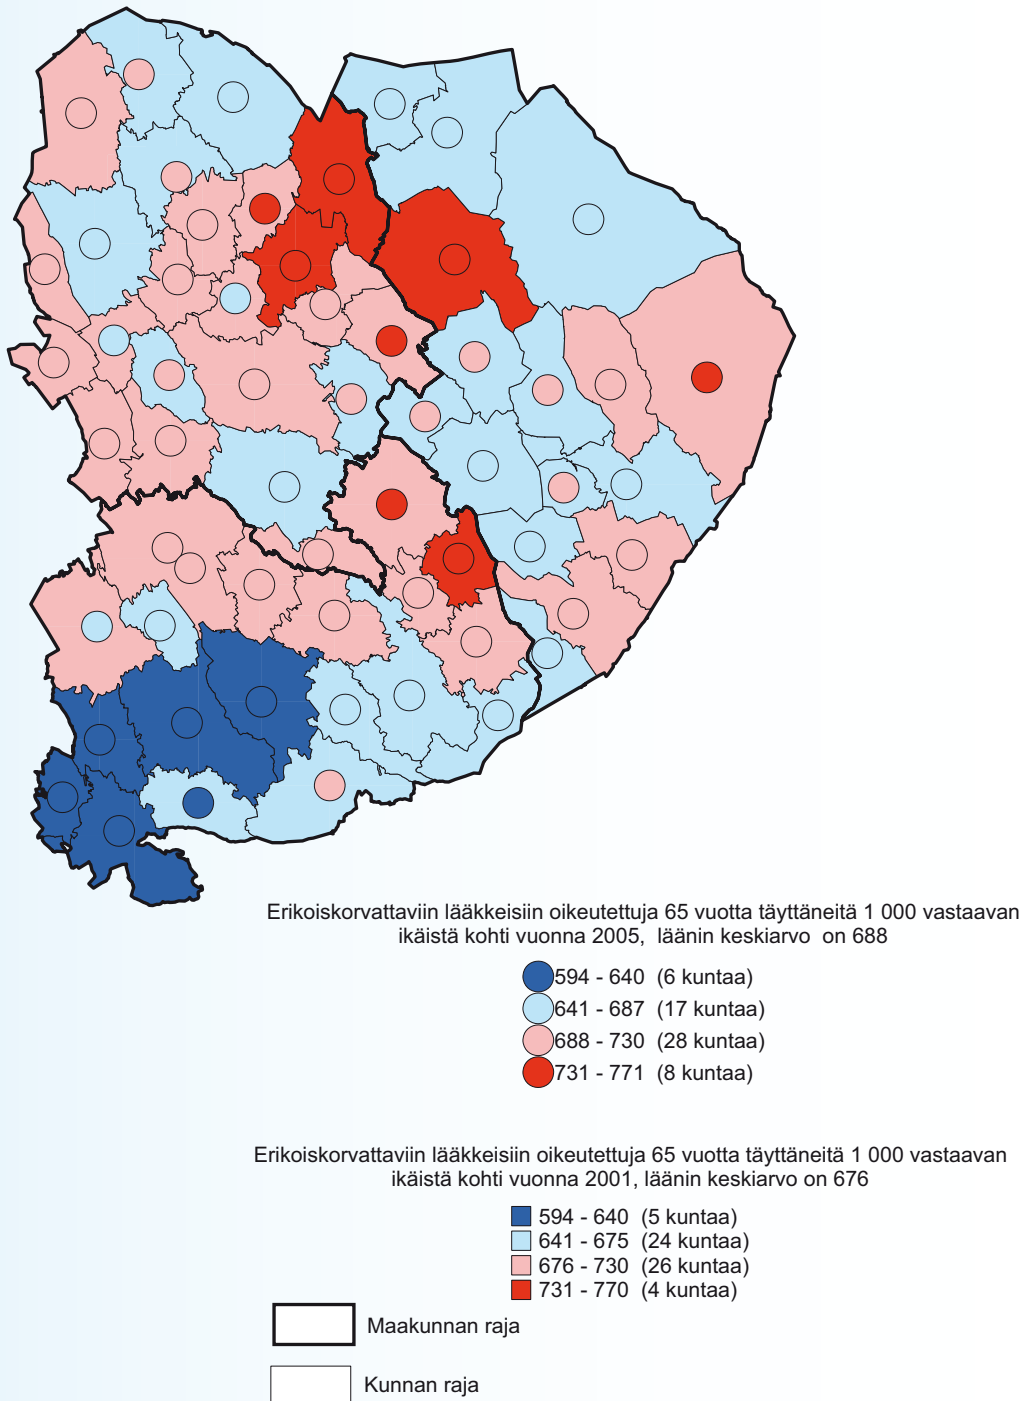 Erikoiskorvattaviin lääkkeisiin oikeutettuja 65 vuotta täyttäneitä 1 000 vastaavan
ikäistä kohti vuonna 2005, läänin keskiarvo on 688
594 - 640 (6 kuntaa)
641 - 687 (17 kuntaa)
688 - 730 (28 kuntaa)
731 - 771 (8 kuntaa)
Erikoiskorvattaviin lääkkeisiin oikeutettuja 65 vuotta täyttäneitä 1 000 vastaavan
ikäistä kohti vuonna 2001, läänin keskiarvo on 676
594 - 640 (5 kuntaa)
641 - 675 (24 kuntaa)
676 - 730 (26 kuntaa)
731 - 770 (4 kuntaa)
Maakunnan raja
Kunnan raja